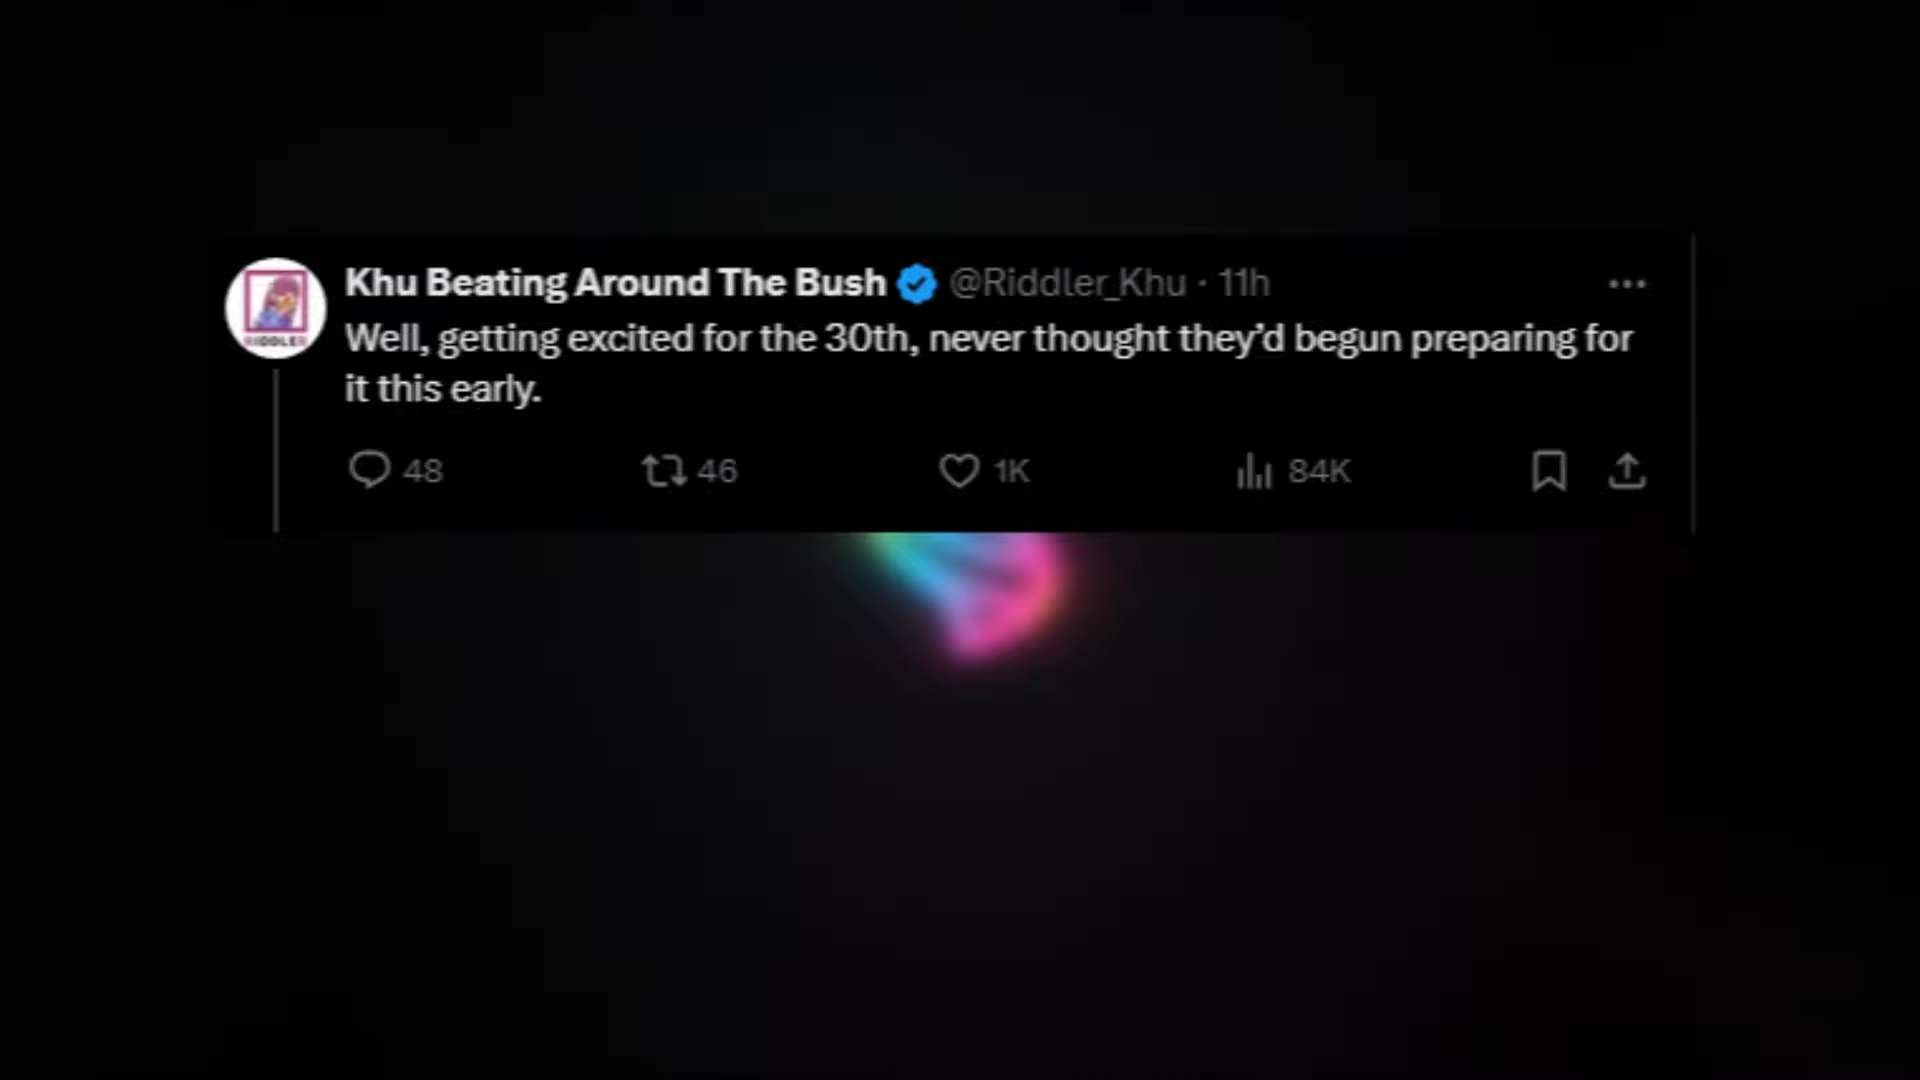 Khu Beating Around The Bush @Riddler_Khu · 11h
Well, getting excited for the 30th, never thought they’d begun preparing for
it this early.
48 46 1K 84K
RIDDLER